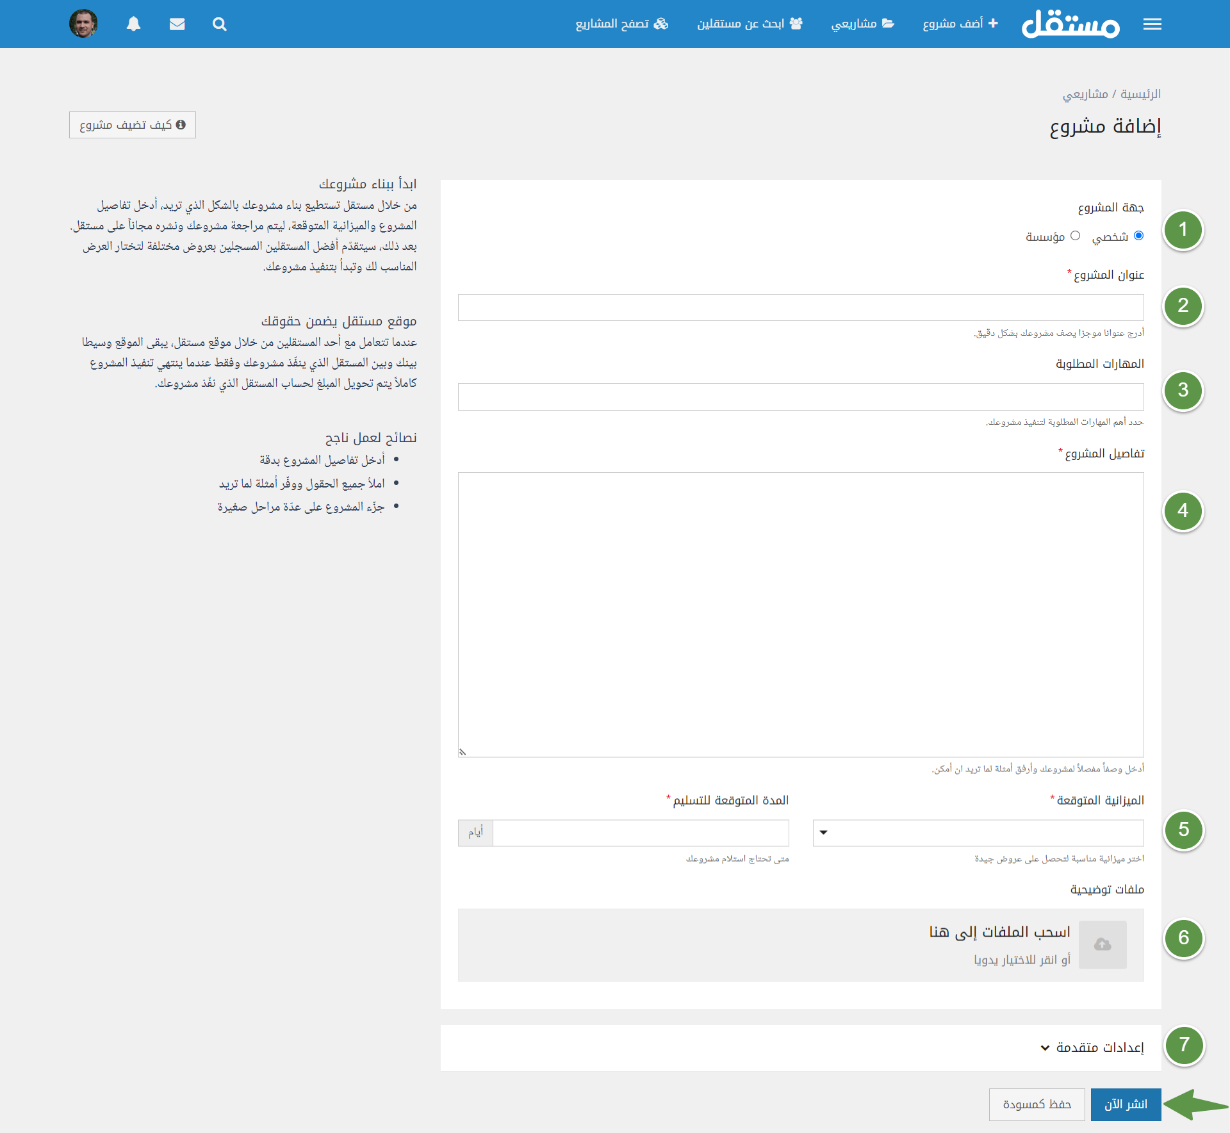 مستقل
أضف مشروع
مشاريعي
ابحث عن مستقلين
تصفح المشاريع
الرئيسية / مشاريعي
إضافة مشروع
كيف تضيف مشروع
جهة المشروع
شخصي
مؤسسة
1
عنوان المشروع *
2
أدرج عنوانا موجزا يصف مشروعك بشكل دقيق.
المهارات المطلوبة
3
حدد أهم المهارات المطلوبة لتنفيذ مشروعك.
تفاصيل المشروع *
4
أدخل وصفاً مفصلاً لمشروعك وأرفق أمثلة لما تريد ان أمكن.
الميزانية المتوقعة *
5
اختر ميزانية مناسبة لتحصل على عروض جيدة
المدة المتوقعة للتسليم *
أيام
متى تحتاج استلام مشروعك
ملفات توضيحية
6
اسحب الملفات إلى هنا
أو انقر للاختيار يدويا
إعدادات متقدمة
7
انشر الآن
حفظ كمسودة
ابدأ ببناء مشروعك
من خلال مستقل تستطيع بناء مشروعك بالشكل الذي تريد، أدخل تفاصيل
المشروع والميزانية المتوقعة، ليتم مراجعة مشروعك ونشره مجاناً على مستقل.
بعد ذلك، سيتقدّم أفضل المستقلين المسجلين بعروض مختلفة لتختار العرض
المناسب لك وتبدأ بتنفيذ مشروعك.
موقع مستقل يضمن حقوقك
عندما تتعامل مع أحد المستقلين من خلال موقع مستقل، يبقى الموقع وسيطا
بينك وبين المستقل الذي ينفّذ مشروعك وفقط عندما ينتهي تنفيذ المشروع
كاملاً يتم تحويل المبلغ لحساب المستقل الذي نفّذ مشروعك.
نصائح لعمل ناجح
• أدخل تفاصيل المشروع بدقة
• املأ جميع الحقول ووفّر أمثلة لما تريد
• جزّء المشروع على عدّة مراحل صغيرة